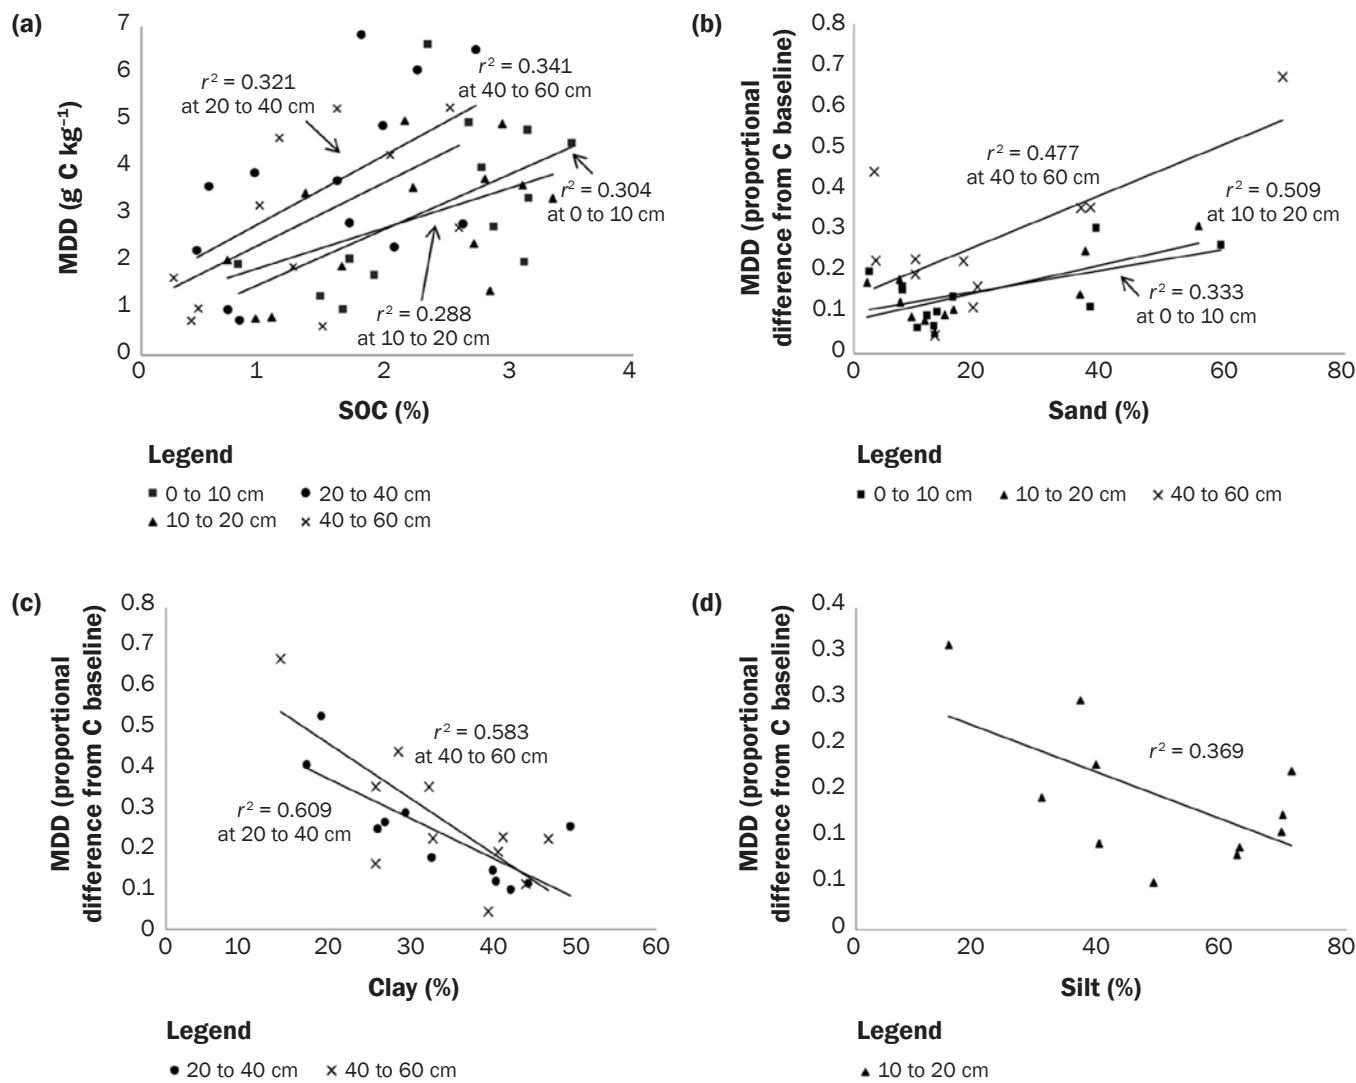 (a)
MDD (g C kg⁻¹)
7
6
5
4
3
2
1
0
r² = 0.321
at 20 to 40 cm
r² = 0.341
at 40 to 60 cm
r² = 0.304
at 0 to 10 cm
r² = 0.288
at 10 to 20 cm
0 1 2 3 4
SOC (%)
Legend
0 to 10 cm 20 to 40 cm
10 to 20 cm 40 to 60 cm
(b)
MDD (proportional
difference from C baseline)
0.8
0.7
0.6
0.5
0.4
0.3
0.2
0.1
0
r² = 0.477
at 40 to 60 cm
r² = 0.509
at 10 to 20 cm
r² = 0.333
at 0 to 10 cm
0 20 40 60 80
Sand (%)
Legend
0 to 10 cm 10 to 20 cm 40 to 60 cm
(c)
MDD (proportional
difference from C baseline)
0.8
0.7
0.6
0.5
0.4
0.3
0.2
0.1
0
r² = 0.583
at 40 to 60 cm
r² = 0.609
at 20 to 40 cm
0 10 20 30 40 50 60
Clay (%)
Legend
20 to 40 cm 40 to 60 cm
(d)
MDD (proportional
difference from C baseline)
0.4
0.3
0.3
0.2
0.2
0.1
0.1
0
r² = 0.369
0 20 40 60 80
Silt (%)
Legend
10 to 20 cm